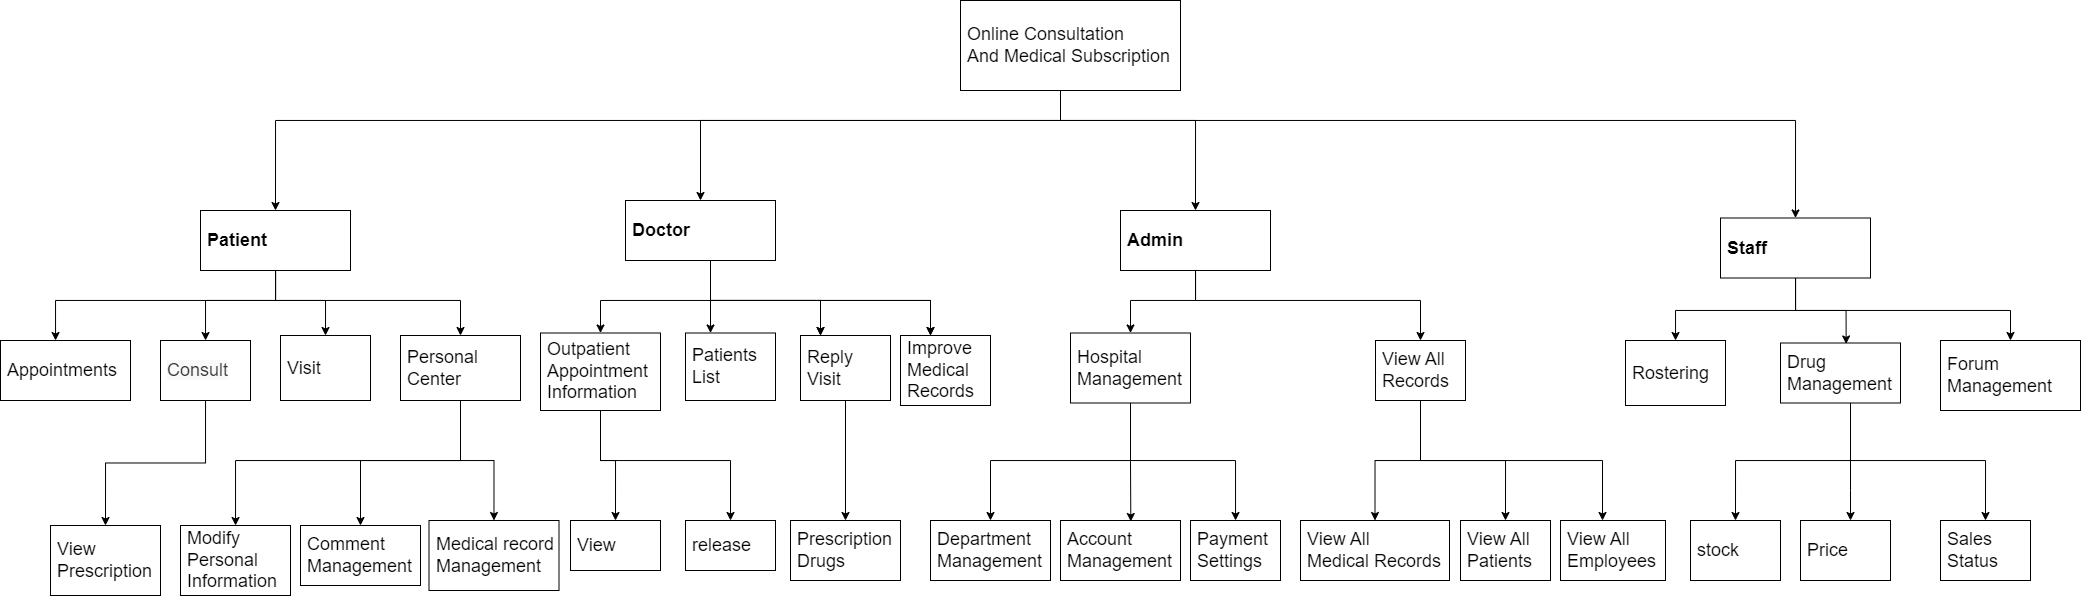 Online Consultation
And Medical Subscription
Patient
Doctor
Admin
Staff
Appointments
Consult
Visit
Personal
Center
Outpatient
Appointment
Information
Patients
List
Reply
Visit
Improve
Medical
Records
Hospital
Management
View All
Records
Rostering
Drug
Management
Forum
Management
View
Prescription
Modify
Personal
Information
Comment
Management
Medical record
Management
View
release
Prescription
Drugs
Department
Management
Account
Management
Payment
Settings
View All
Medical Records
View All
Patients
View All
Employees
stock
Price
Sales
Status